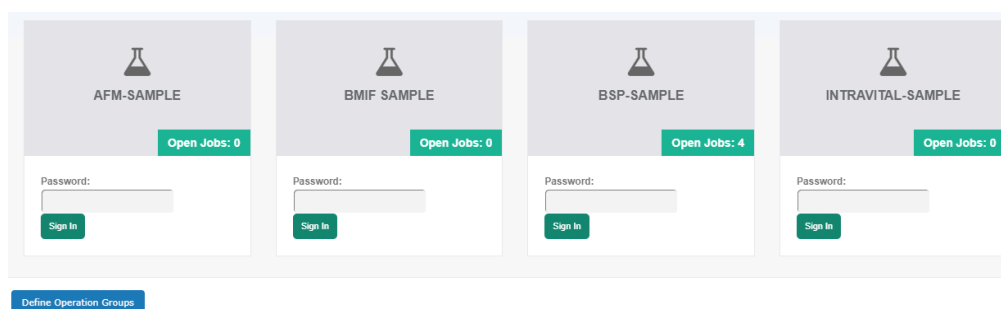 AFM-SAMPLE
Open Jobs: 0
Password:
Sign In
BMIF SAMPLE
Open Jobs: 0
Password:
Sign In
BSP-SAMPLE
Open Jobs: 4
Password:
Sign In
INTRAVITAL-SAMPLE
Open Jobs: 0
Password:
Sign In
Define Operation Groups